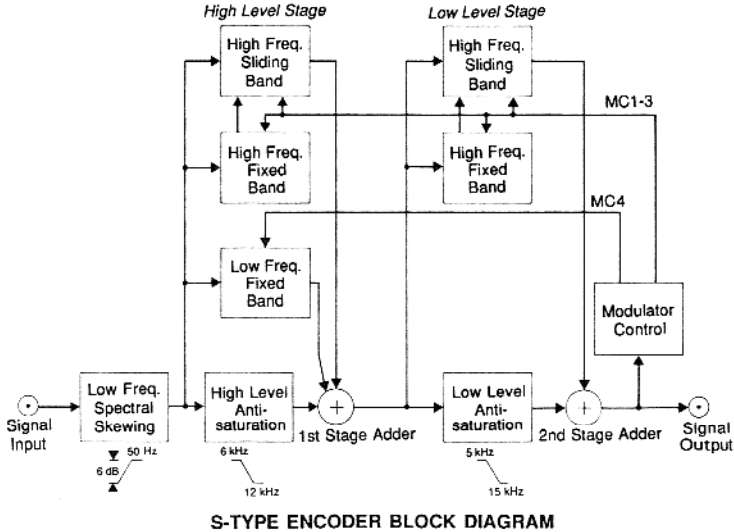 High Level Stage
Low Level Stage
High Freq.
Sliding
Band
High Freq.
Sliding
Band
MC1-3
High Freq.
Fixed
Band
High Freq.
Fixed
Band
MC4
Low Freq.
Fixed
Band
Modulator
Control
Low Freq.
Spectral
Skewing
High Level
Anti-
saturation
+
Low Level
Anti-
saturation
+
Signal
Input
1st Stage Adder
2nd Stage Adder
Signal
Output
50 Hz
6 dB
6 kHz
12 kHz
5 kHz
15 kHz
S-TYPE ENCODER BLOCK DIAGRAM